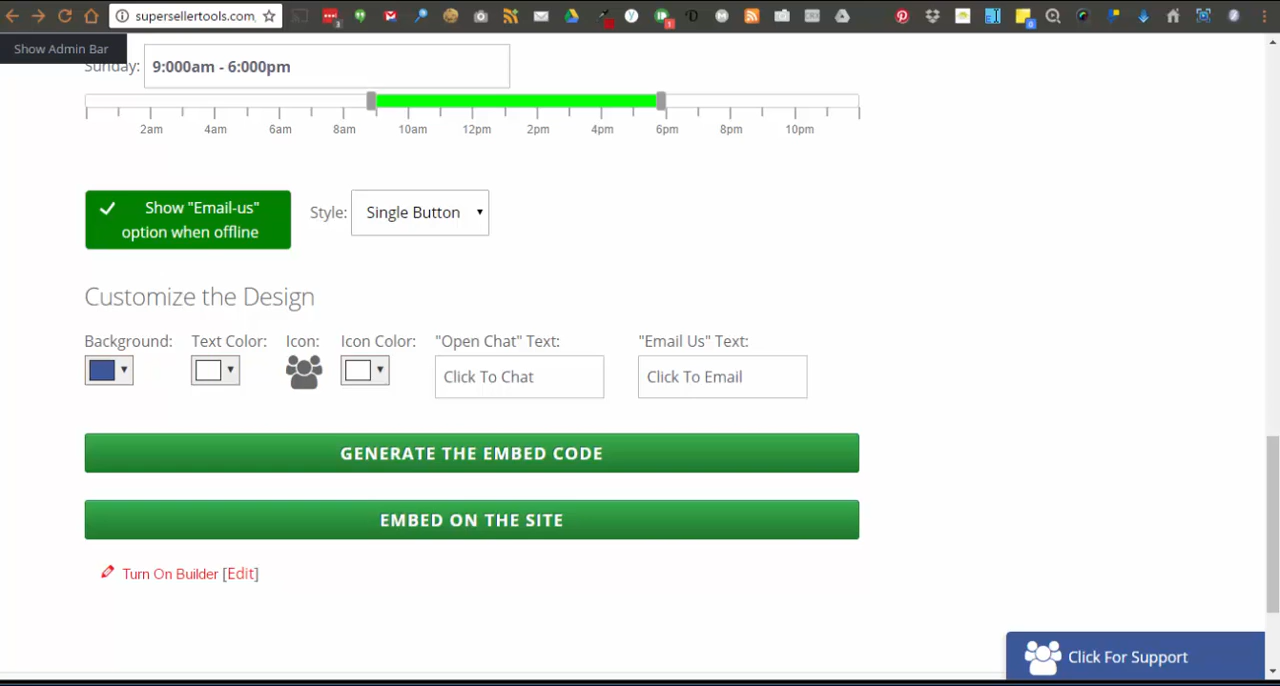 supersellertools.com
Show Admin Bar
Sunday: 9:000am - 6:000pm
2am 4am 6am 8am 10am 12pm 2pm 4pm 6pm 8pm 10pm
Show "Email-us"
option when offline
Style: Single Button
Customize the Design
Background: Text Color: Icon: Icon Color: "Open Chat" Text: "Email Us" Text:
Click To Chat Click To Email
GENERATE THE EMBED CODE
EMBED ON THE SITE
Turn On Builder [Edit]
Click For Support